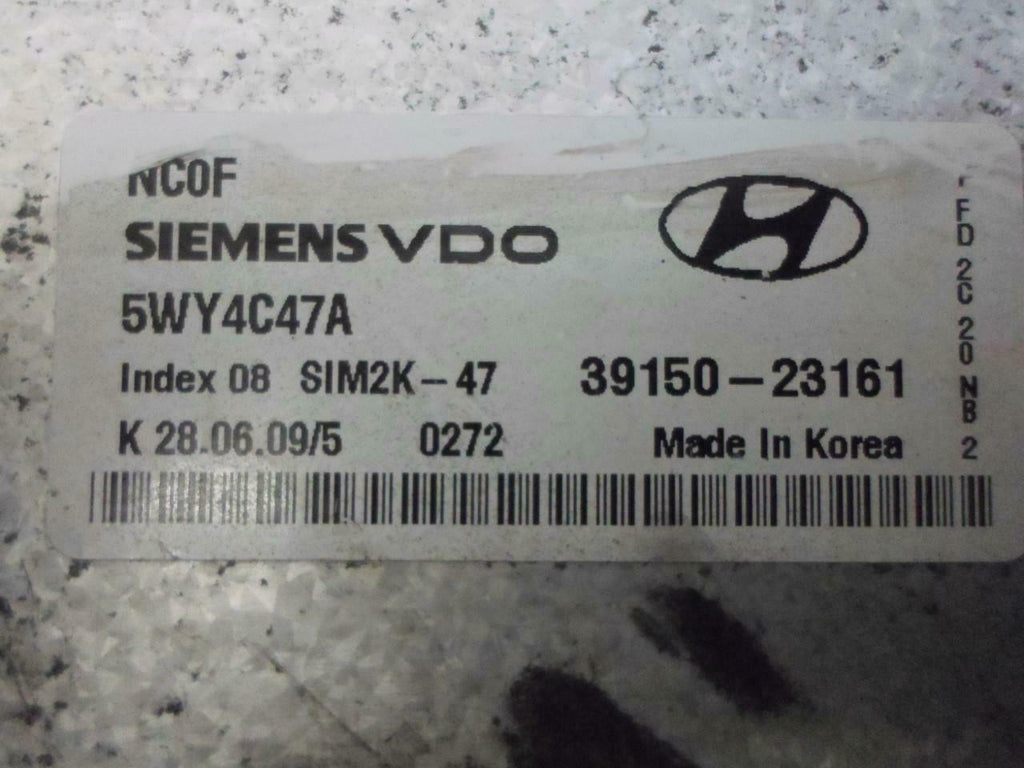 NC0F
SIEMENS VDO
5WY4C47A
Index 08 SIM2K-47 39150-23161
K 28.06.09/5 0272 Made In Korea
FFD 2C 20 NB 2